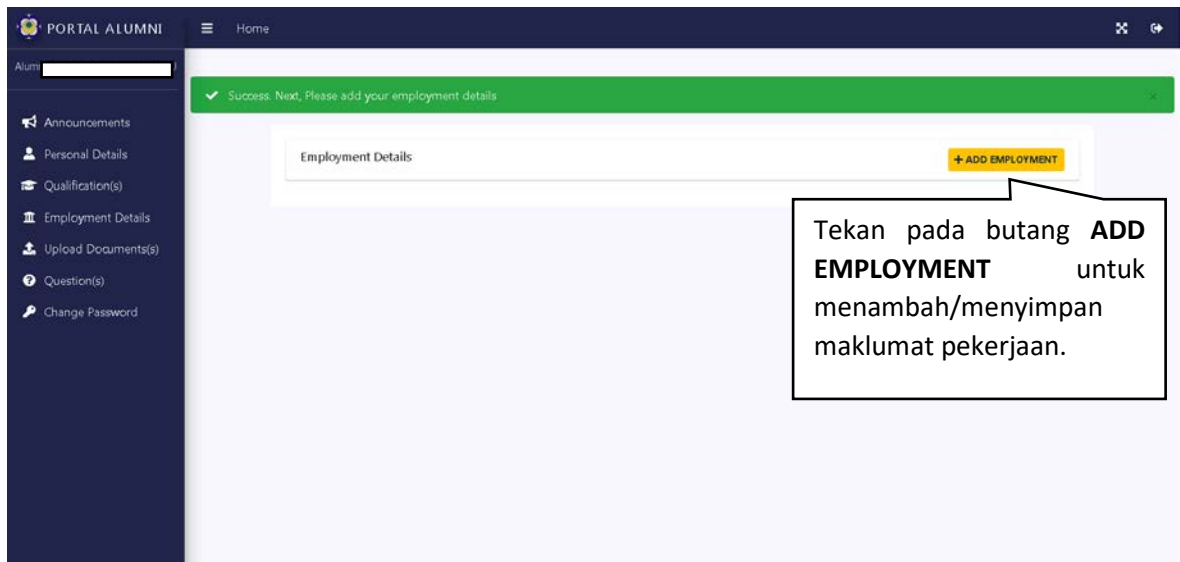 PORTAL ALUMNI
Home
Alum
Success. Next, Please add your employment details
×
Announcements
Personal Details
Qualification(s)
Employment Details
Upload Documents(s)
Question(s)
Change Password
Employment Details
+ ADD EMPLOYMENT
Tekan pada butang ADD
EMPLOYMENT untuk
menambah/menyimpan
maklumat pekerjaan.